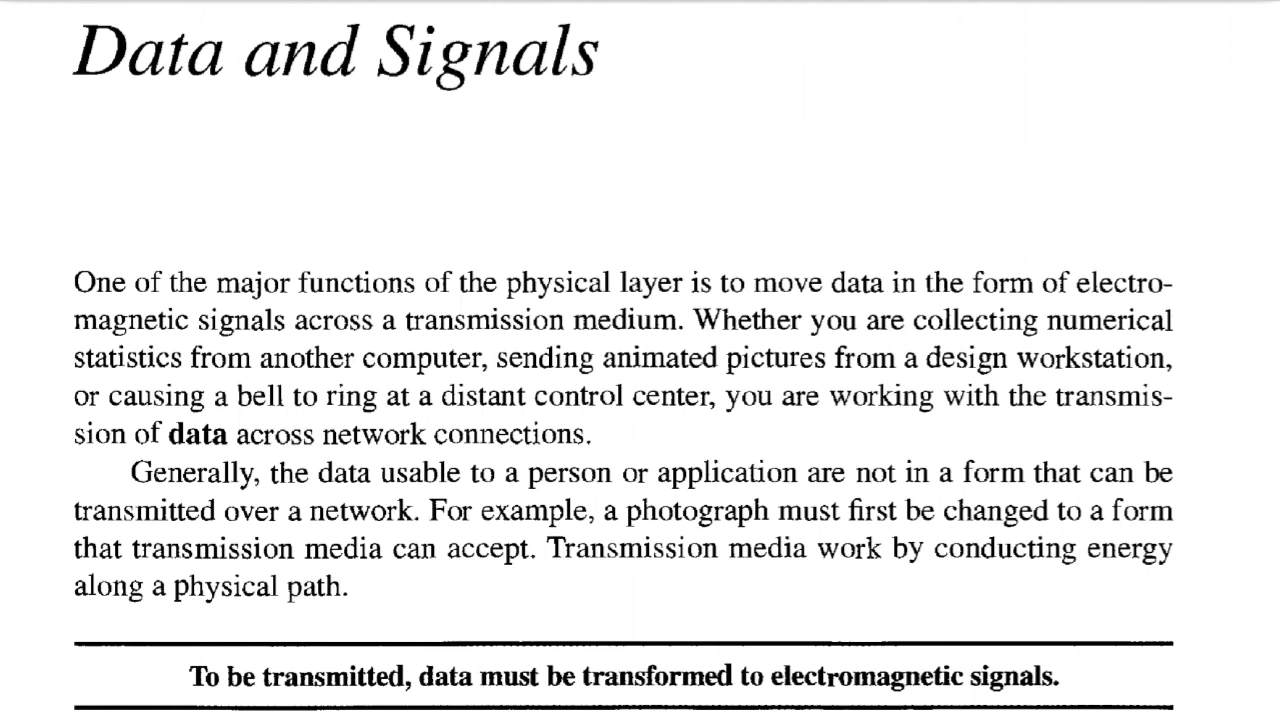 Data and Signals
One of the major functions of the physical layer is to move data in the form of electro-
magnetic signals across a transmission medium. Whether you are collecting numerical
statistics from another computer, sending animated pictures from a design workstation,
or causing a bell to ring at a distant control center, you are working with the transmis-
sion of data across network connections.
Generally, the data usable to a person or application are not in a form that can be
transmitted over a network. For example, a photograph must first be changed to a form
that transmission media can accept. Transmission media work by conducting energy
along a physical path.
To be transmitted, data must be transformed to electromagnetic signals.